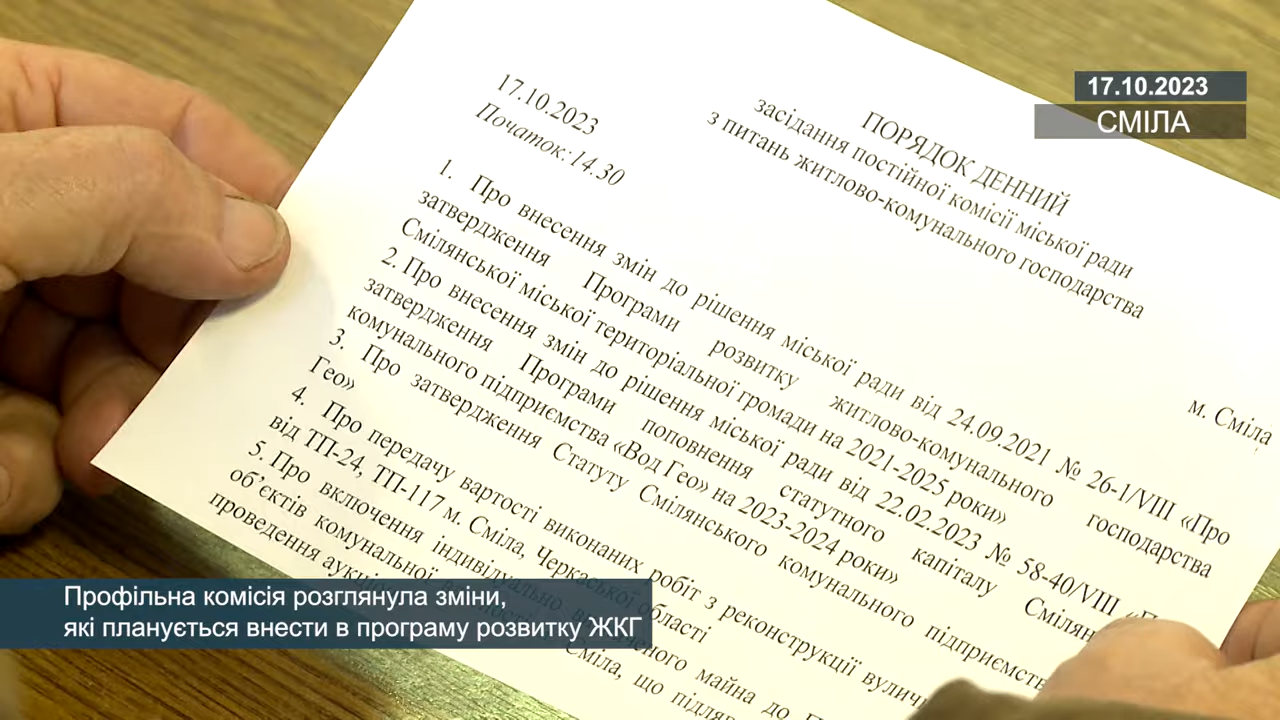 17.10.2023
СМІЛА
ПОРЯДОК ДЕННИЙ
засідання постійної комісії міської ради
з питань житлово-комунального господарства
17.10.2023
Початок: 14.30
м. Сміла
1. Про внесення змін до рішення міської ради від 24.09.2021 № 26-1/VIII «Про
затвердження Програми розвитку житлово-комунального господарства
Смілянської міської територіальної громади на 2021-2025 роки»
2. Про внесення змін до рішення міської ради від 22.02.2023 № 58-40/VIII
затвердження Програми поповнення статутного капіталу
комунального підприємства «Вод Гео» на 2023-2024 роки»
3. Про затвердження Статуту Смілянського комунального
Гео»
4. Про передачу вартості виконаних робіт з реконструкції
від ТП-24, ТП-117 м. Сміла, Черкаської області
5. Про включення майна до
об’єктів комунальної Сміла, що
проведення
Профільна комісія розглянула зміни,
які планується внести в програму розвитку ЖКГ